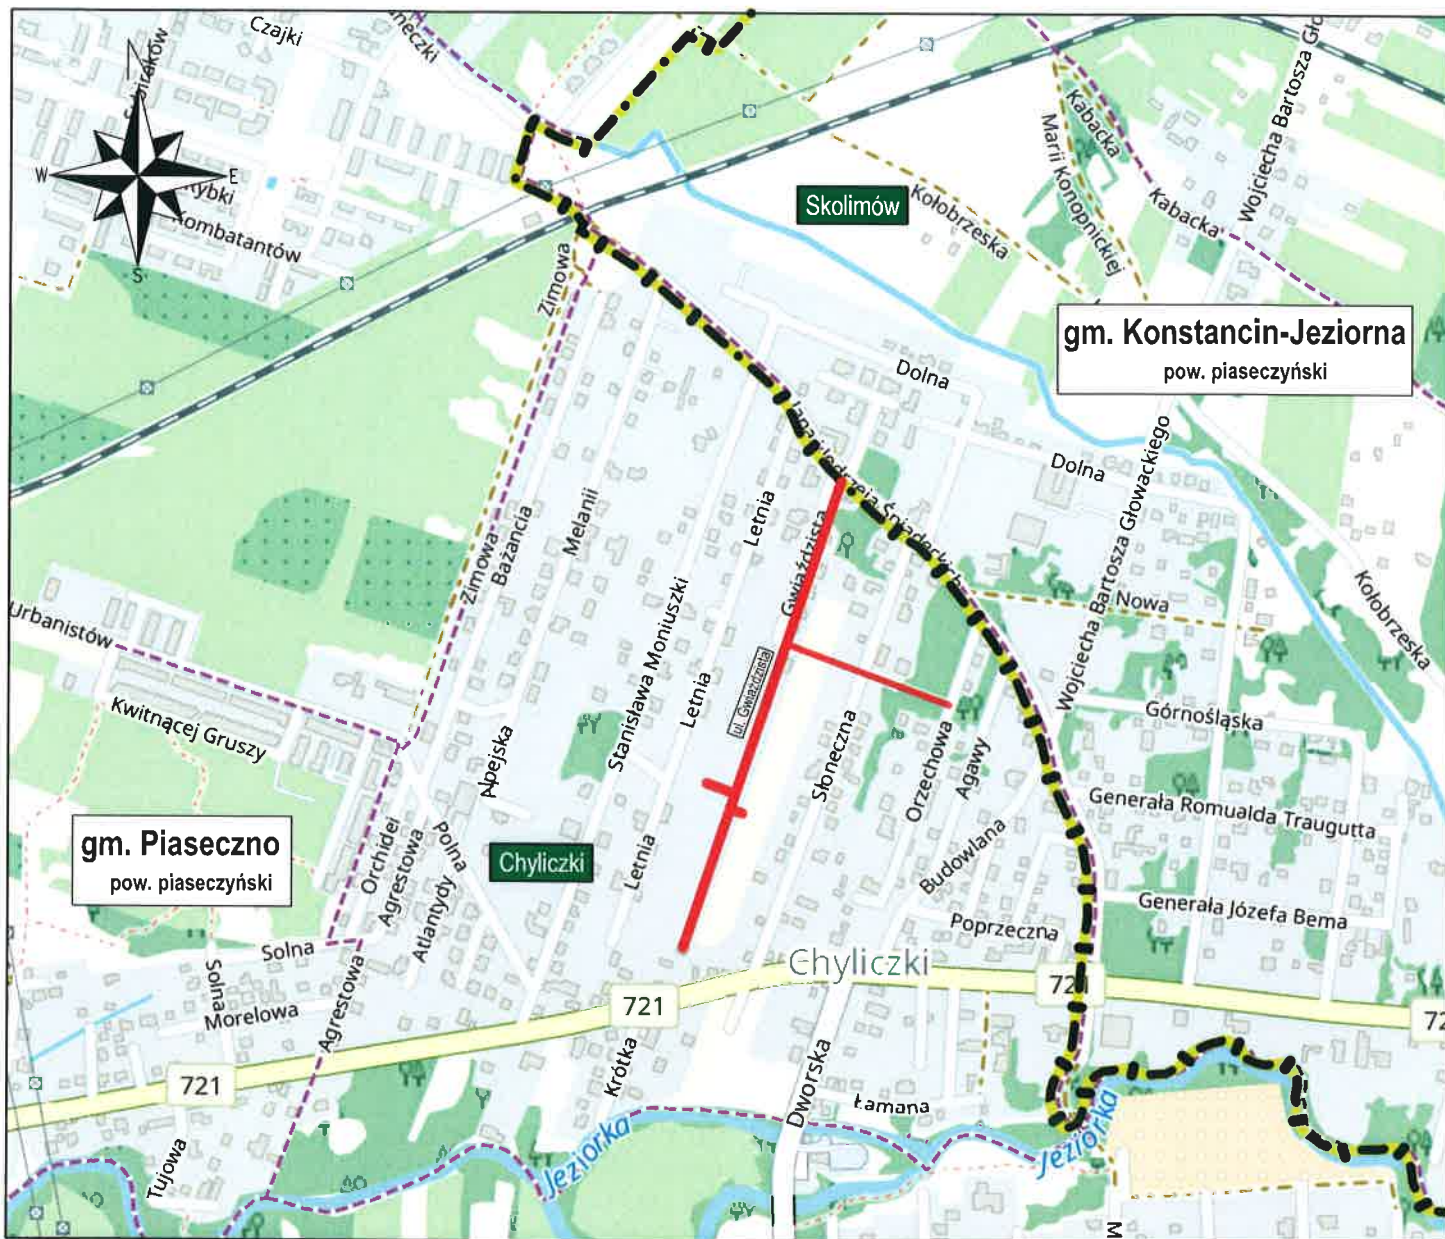 Czajki
N
W
E
S
Kombatantów
Zimowa
Skolimów
Kołobrzeska
Marii Konopnickiej
Kabacka
Kabacka
Wojciecha Bartosza
gm. Konstancin-Jeziorna
pow. piaseczyński
Dolna
Dolna
Letnia
Gwiaździsta
Melanii
Bażancia
Zimowa
Stanisława Moniuszki
Wojciecha Bartosza Głowackiego
Nowa
Kołobrzeska
Urbanistów
Kwitnącej Gruszy
ul. Gwiaździsta
Letnia
Słoneczna
Górnośląska
Alpejska
Orzechowa
Agawy
Generała Romualda Traugutta
gm. Piaseczno
pow. piaseczyński
Orchidei
Agrestowa
Polna
Atlantydy
Chyliczki
Letnia
Budowlana
Poprzeczna
Generała Józefa Bema
Solna
Solna
Chyliczki
Morelowa
Agrestowa
721
721
721
Krótka
Dworska
Łamana
Jeziorka
Jeziorka
Tujowa